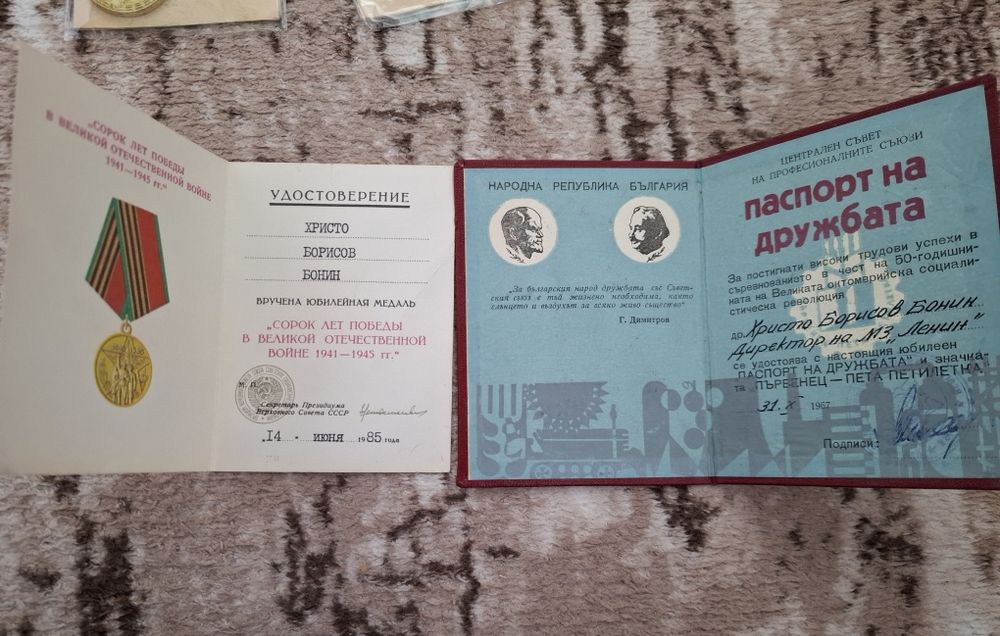 „СОРОК ЛЕТ ПОБЕДЫ
В ВЕЛИКОЙ ОТЕЧЕСТВЕННОЙ ВОЙНЕ
1941—1945 гг.“
УДОСТОВЕРЕНИЕ
ХРИСТО
БОРИСОВ
БОНИН
ВРУЧЕНА ЮБИЛЕЙНАЯ МЕДАЛЬ
„СОРОК ЛЕТ ПОБЕДЫ
В ВЕЛИКОЙ ОТЕЧЕСТВЕННОЙ
ВОЙНЕ 1941—1945 гг.“
М. П.
Секретарь Президиума
Верховного Совета СССР
„14 “ ИЮНЯ 1985 года
НАРОДНА РЕПУБЛИКА БЪЛГАРИЯ
„За българския народ дружбата със Съвет-
ския съюз е тъй жизнено необходима, както
слънцето и въздухът за всяко живо същество“
Г. Димитров
ЦЕНТРАЛЕН СЪВЕТ
НА ПРОФЕСИОНАЛНИТЕ СЪЮЗИ
ПАСПОРТ НА
ДРУЖБАТА
За постигнати високи трудови успехи в
съревнованието в чест на 50-годишни-
ната на Великата октомврийска социали-
стическа революция
др. Христо Борисов Бонин
Директор на МЗ „Ленин“
се удостоява с настоящия юбилеен
„ПАСПОРТ НА ДРУЖБАТА“ и значка-
та „ПЪРВЕНЕЦ—ПЕТА ПЕТИЛЕТКА“
31. X 1967
Подписи: